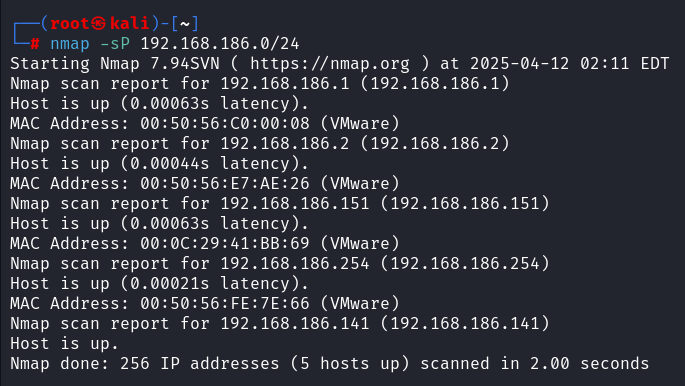 ┌──(root㉿kali)-[~]
└─# nmap -sP 192.168.186.0/24
Starting Nmap 7.94SVN ( https://nmap.org ) at 2025-04-12 02:11 EDT
Nmap scan report for 192.168.186.1 (192.168.186.1)
Host is up (0.00063s latency).
MAC Address: 00:50:56:C0:00:08 (VMware)
Nmap scan report for 192.168.186.2 (192.168.186.2)
Host is up (0.00044s latency).
MAC Address: 00:50:56:E7:AE:26 (VMware)
Nmap scan report for 192.168.186.151 (192.168.186.151)
Host is up (0.00063s latency).
MAC Address: 00:0C:29:41:BB:69 (VMware)
Nmap scan report for 192.168.186.254 (192.168.186.254)
Host is up (0.00021s latency).
MAC Address: 00:50:56:FE:7E:66 (VMware)
Nmap scan report for 192.168.186.141 (192.168.186.141)
Host is up.
Nmap done: 256 IP addresses (5 hosts up) scanned in 2.00 seconds